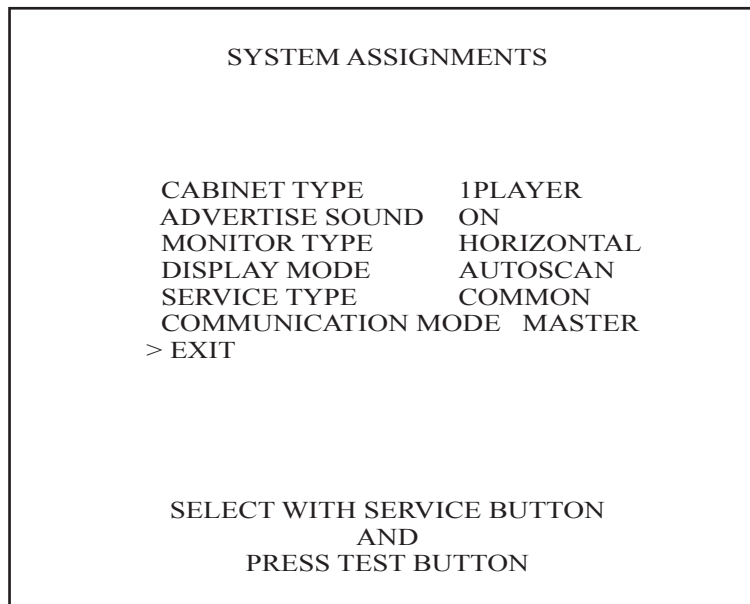 SYSTEM ASSIGNMENTS
CABINET TYPE 1PLAYER
ADVERTISE SOUND ON
MONITOR TYPE HORIZONTAL
DISPLAY MODE AUTOSCAN
SERVICE TYPE COMMON
COMMUNICATION MODE MASTER
> EXIT
SELECT WITH SERVICE BUTTON
AND
PRESS TEST BUTTON